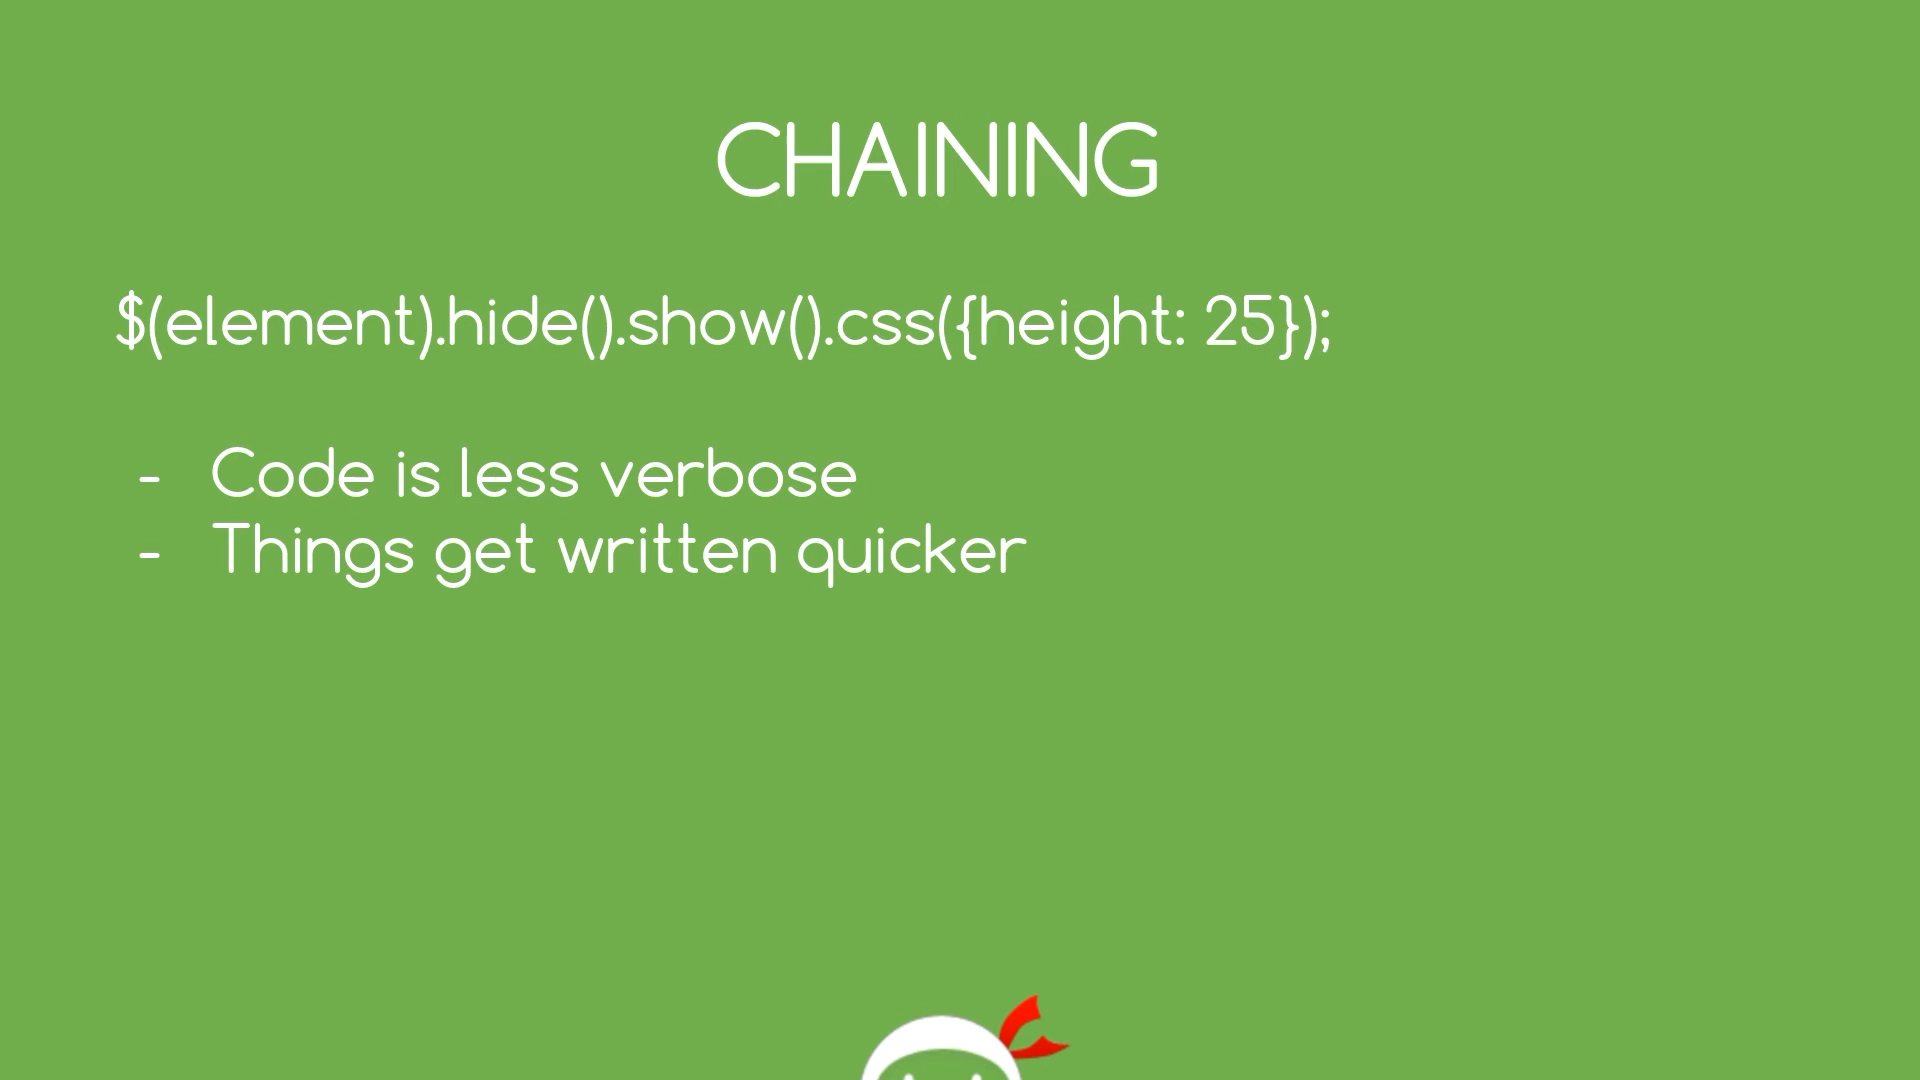 CHAINING
$(element).hide().show().css({height: 25});
- Code is less verbose
- Things get written quicker